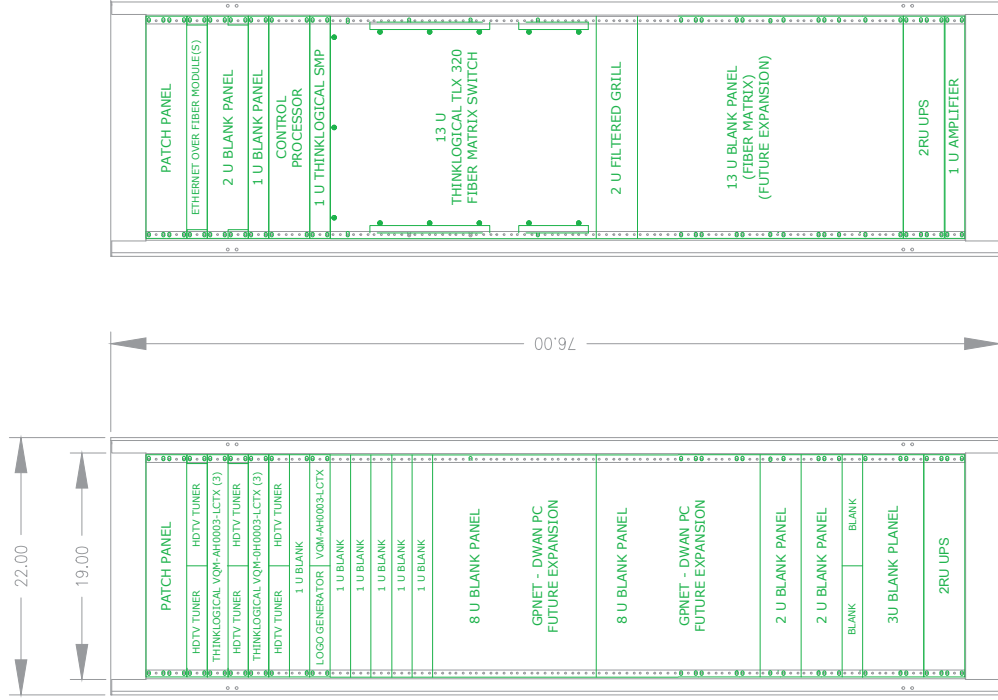 PATCH PANEL
ETHERNET OVER FIBER MODULE(S)
2 U BLANK PANEL
1 U BLANK PANEL
CONTROL
PROCESSOR
1 U THINKLOGICAL SMP
13 U
THINKLOGICAL TLX 320
FIBER MATRIX SWITCH
2 U FILTERED GRILL
13 U BLANK PANEL
(FIBER MATRIX)
(FUTURE EXPANSION)
2RU UPS
1 U AMPLIFIER
76.00
22.00
19.00
PATCH PANEL
HDTV TUNER HDTV TUNER
THINKLOGICAL VQM-AH0003-LCTX (3)
HDTV TUNER HDTV TUNER
THINKLOGICAL VQM-0H0003-LCTX (3)
HDTV TUNER HDTV TUNER
1 U BLANK
LOGO GENERATOR VQM-AH0003-LCTX
1 U BLANK
1 U BLANK
1 U BLANK
1 U BLANK
1 U BLANK
8 U BLANK PANEL
GPNET - DWAN PC
FUTURE EXPANSION
8 U BLANK PANEL
GPNET - DWAN PC
FUTURE EXPANSION
2 U BLANK PANEL
2 U BLANK PANEL
BLANK BLANK
3U BLANK PLANEL
2RU UPS